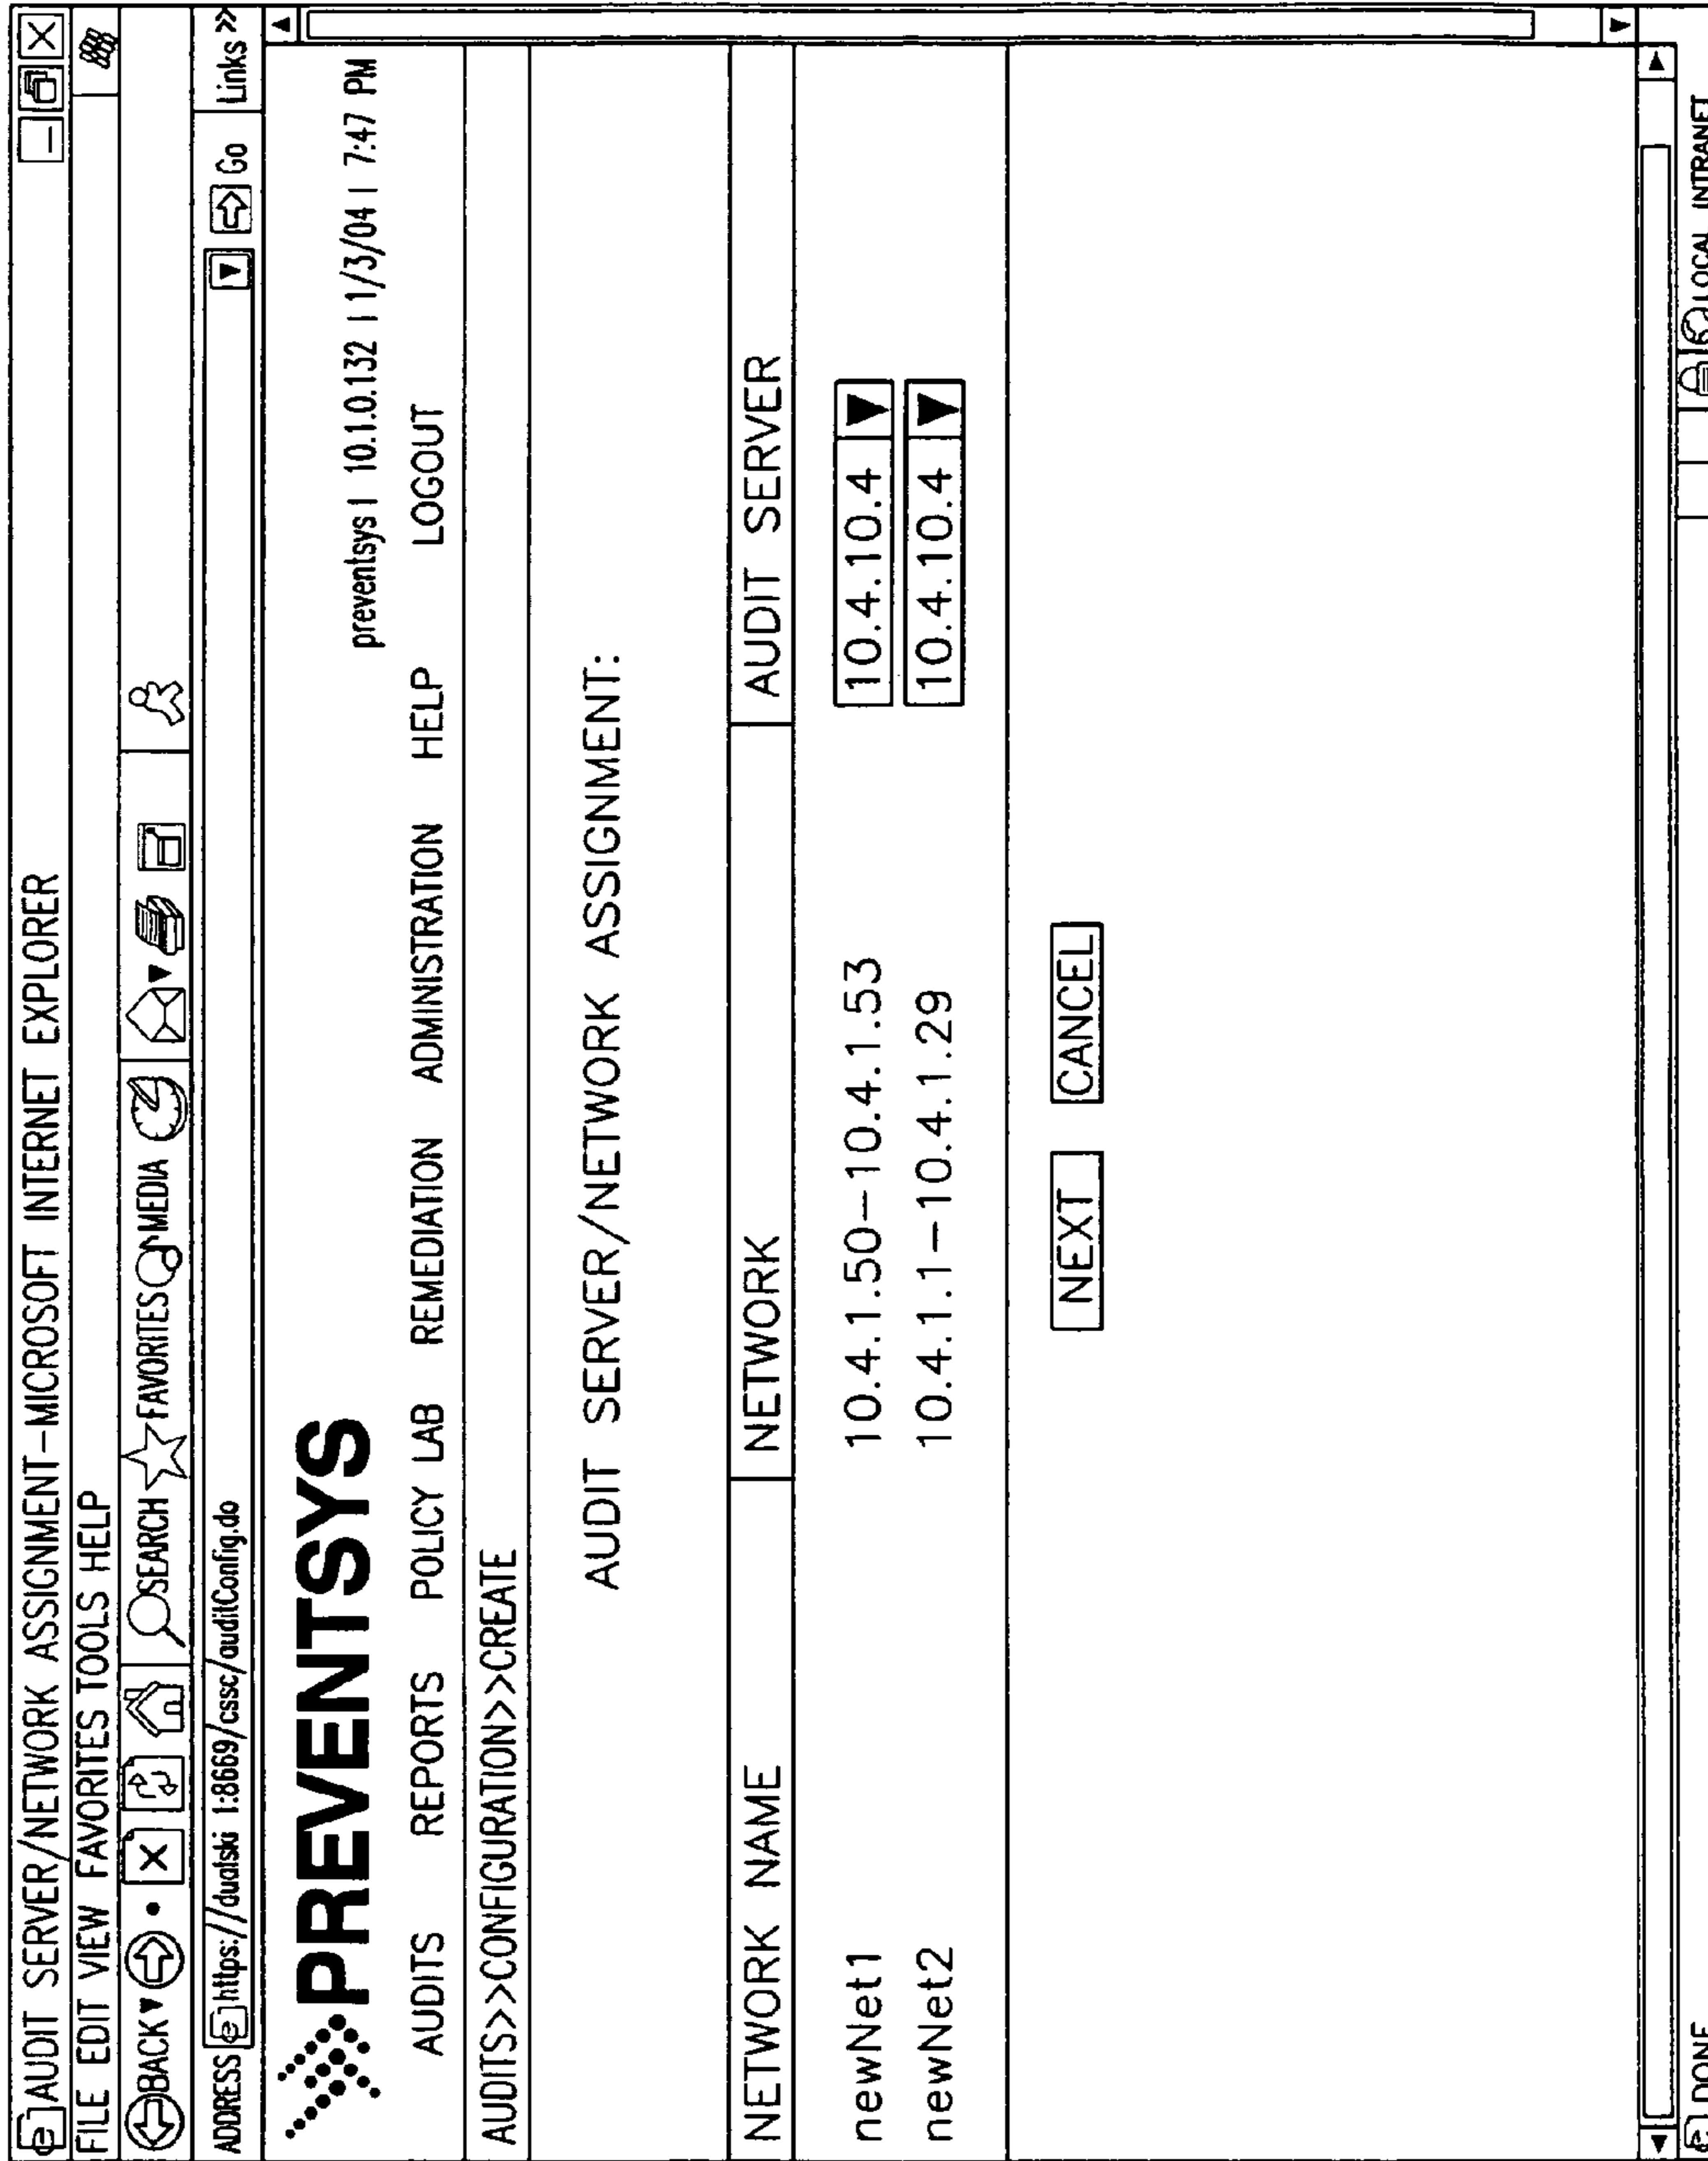 AUDIT SERVER/NETWORK ASSIGNMENT-MICROSOFT INTERNET EXPLORER
FILE EDIT VIEW FAVORITES TOOLS HELP
BACK SEARCH FAVORITES MEDIA
ADDRESS https://dualski 1:8669/cssc/auditConfig.do Go Links >>
PREVENTSYS
preventsys | 10.1.0.132 | 1/3/04 | 7:47 PM
AUDITS REPORTS POLICY LAB REMEDIATION ADMINISTRATION HELP LOGOUT
AUDITS>>CONFIGURATION>>CREATE
AUDIT SERVER/NETWORK ASSIGNMENT:
NETWORK NAME NETWORK AUDIT SERVER
newNet1 10.4.1.50-10.4.1.53 10.4.10.4
newNet2 10.4.1.1-10.4.1.29 10.4.10.4
NEXT CANCEL
DONE LOCAL INTRANET